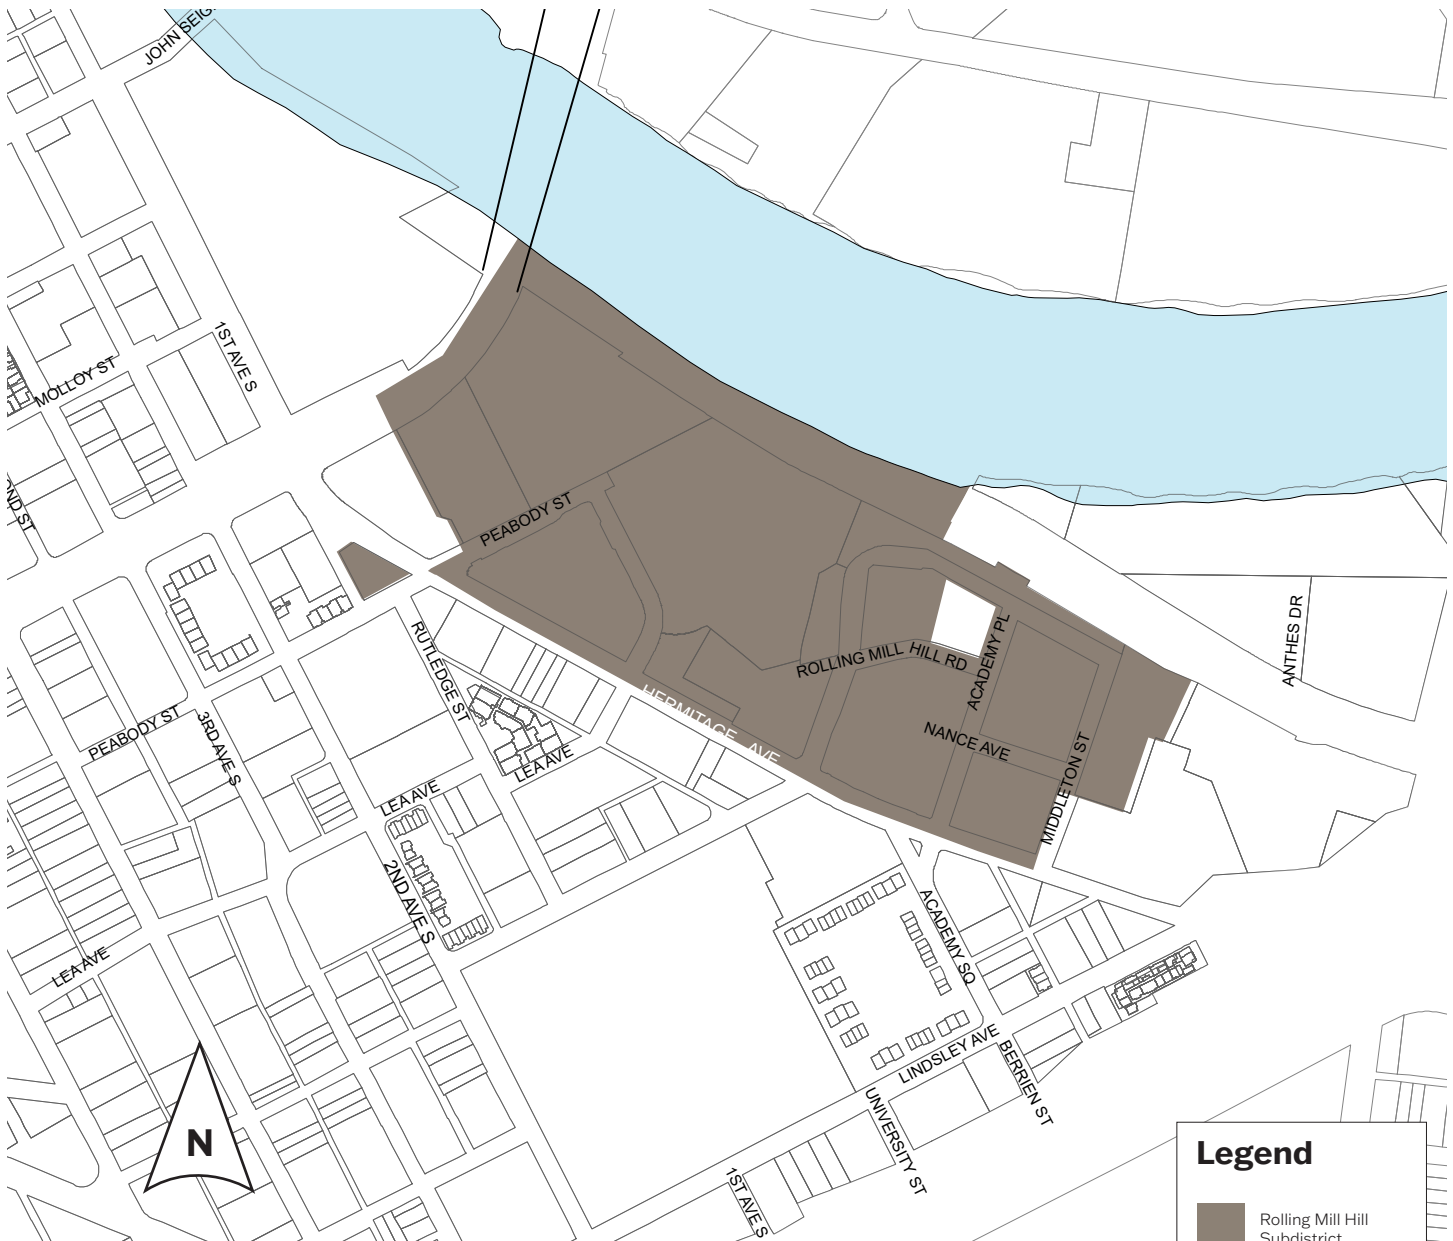 JOHN SEIG
1ST AVE S
MOLLOY ST
OND ST
PEABODY ST
RUTLEDGE ST
ROLLING MILL HILL RD
ACADEMY PL
ANTHES DR
HERMITAGE AVE
NANCE AVE
MIDDLETON ST
PEABODY ST
3RD AVE S
LEA AVE
LEA AVE
2ND AVE S
ACADEMY SQ
LEA AVE
LINDSLEY AVE
BERRIEN ST
UNIVERSITY ST
1ST AVE S
N
Legend
Rolling Mill Hill
Subdistrict